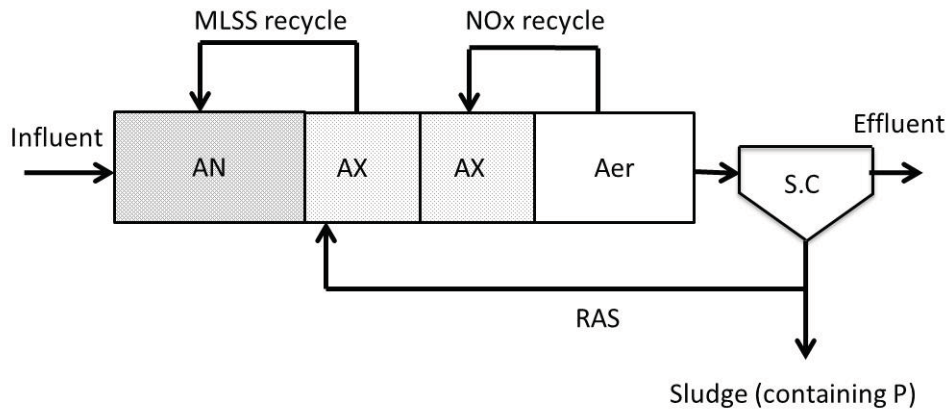 MLSS recycle
NOx recycle
Influent
AN
AX
AX
Aer
S.C
Effluent
RAS
Sludge (containing P)